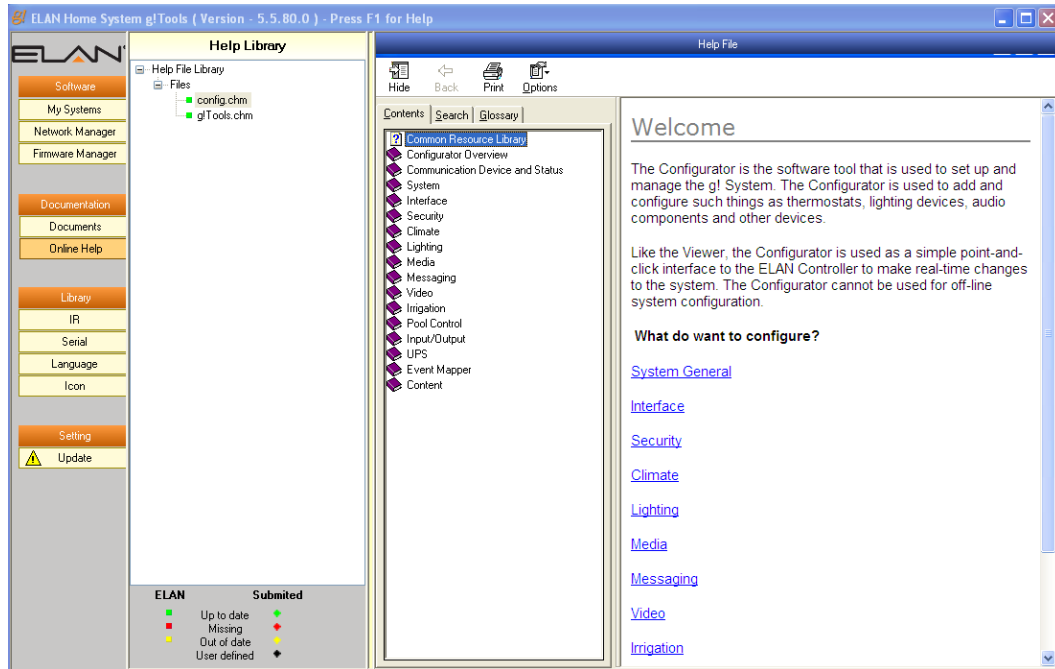 ELAN Home System g!Tools ( Version - 5.5.80.0 ) - Press F1 for Help
ELAN
Software
My Systems
Network Manager
Firmware Manager
Documentation
Documents
Online Help
Library
IR
Serial
Language
Icon
Setting
Update
Help Library
Help File Library
Files
config.chm
g!Tools.chm
ELAN Submited
Up to date
Missing
Out of date
User defined
Help File
Hide Back Print Options
Contents Search Glossary
Common Resource Library
Configurator Overview
Communication Device and Status
System
Interface
Security
Climate
Lighting
Media
Messaging
Video
Irrigation
Pool Control
Input/Output
UPS
Event Mapper
Content
Welcome
The Configurator is the software tool that is used to set up and
manage the g! System. The Configurator is used to add and
configure such things as thermostats, lighting devices, audio
components and other devices.
Like the Viewer, the Configurator is used as a simple point-and-
click interface to the ELAN Controller to make real-time changes
to the system. The Configurator cannot be used for off-line
system configuration.
What do want to configure?
System General
Interface
Security
Climate
Lighting
Media
Messaging
Video
Irrigation